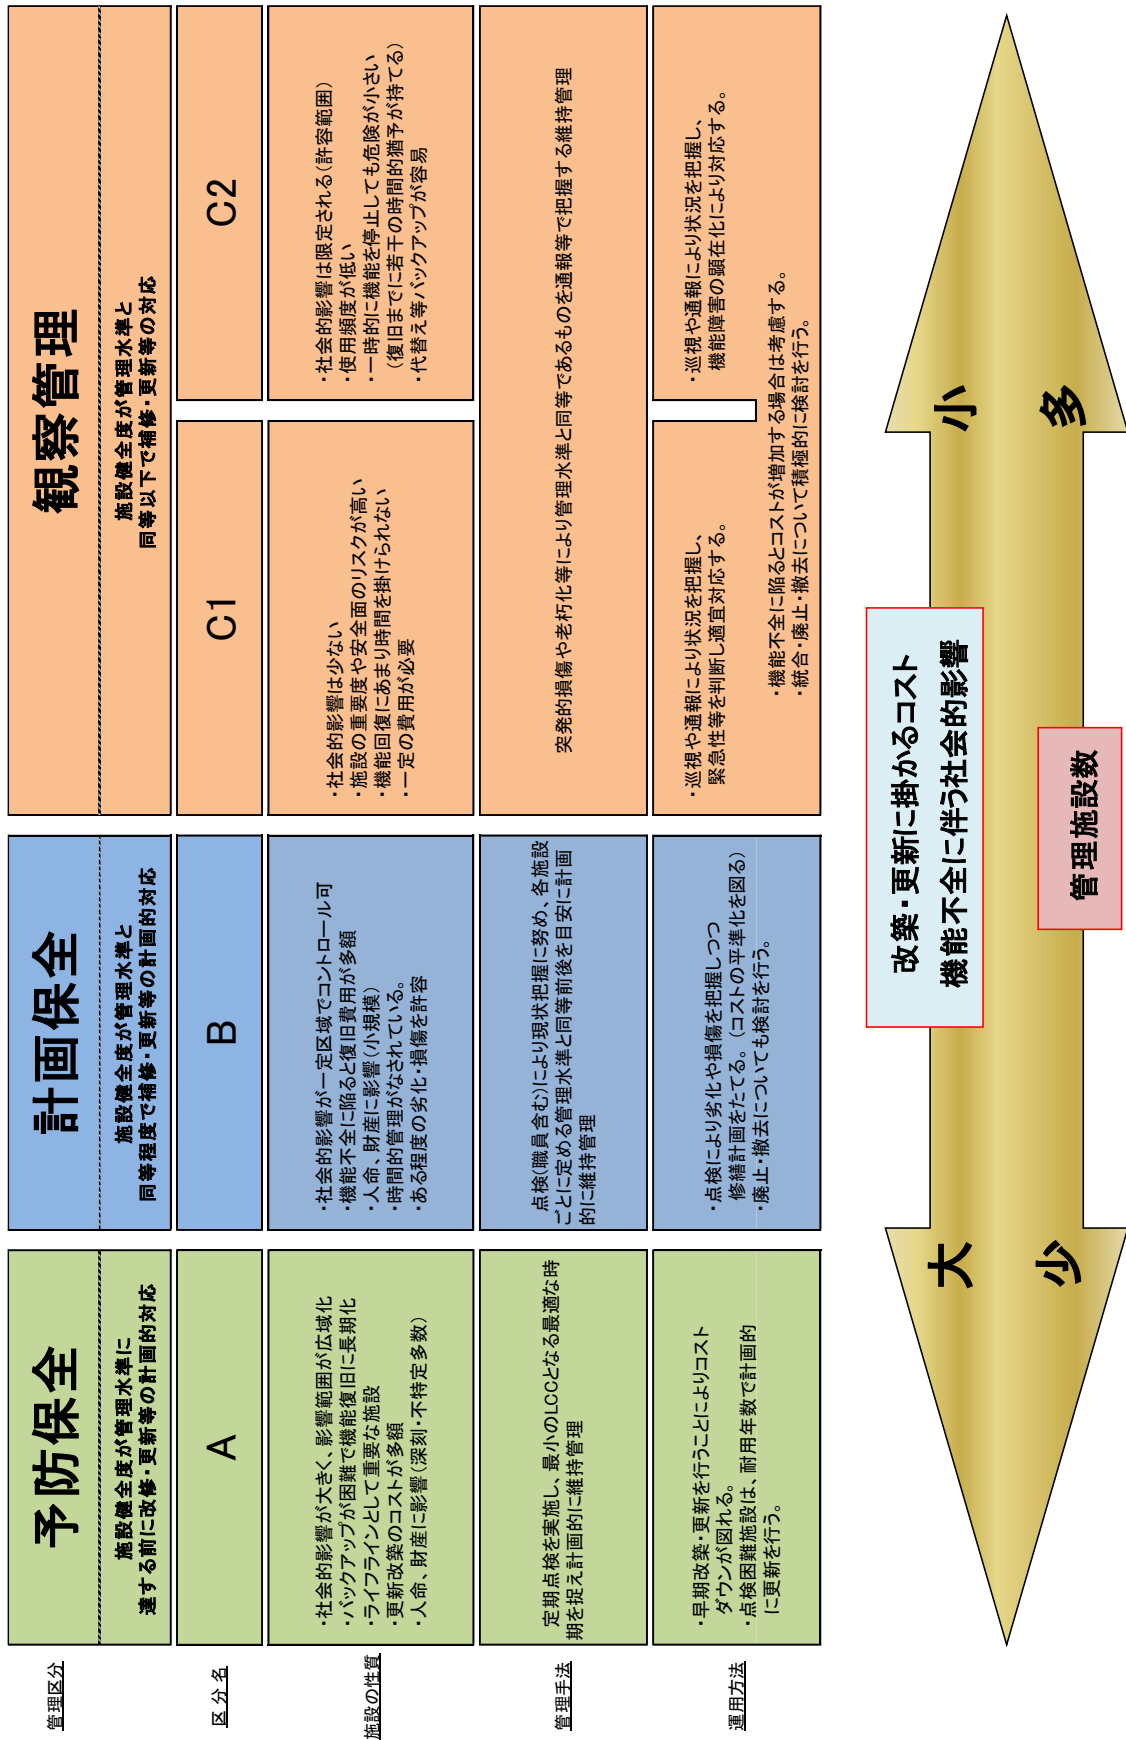 管理区分
予防保全
施設健全度が管理水準に
達する前に改修・更新等の計画的対応
計画保全
施設健全度が管理水準と
同等程度で補修・更新等の計画的対応
観察管理
施設健全度が管理水準と
同等以下で補修・更新等の対応
区分名
A
B
C1
C2
施設の性質
・社会的影響が大きく、影響範囲が広域化
・バックアップが困難で機能復旧に長期化
・ライフラインとして重要な施設
・更新改築のコストが多額
・人命、財産に影響(深刻・不特定多数)
・社会的影響が一定区域でコントロール可
・機能不全に陥ると復旧費用が多額
・人命、財産に影響(小規模)
・時間的管理がなされている。
・ある程度の劣化・損傷を許容
・社会的影響は少ない
・施設の重要度や安全面のリスクが高い
・機能回復にあまり時間を掛けられない
・一定の費用が必要
・社会的影響は限定される(許容範囲)
・使用頻度が低い
・一時的に機能を停止しても危険が小さい
(復旧までに若干の時間的猶予が持てる)
・代替え等バックアップが容易
管理手法
定期点検を実施し、最小のLCCとなる最適な時
期を捉え計画的に維持管理
点検(職員含む)により現状把握に努め、各施設
ごとに定める管理水準と同等前後を目安に計画
的に維持管理
突発的損傷や老朽化等により管理水準と同等であるものを通報等で把握する維持管理
運用方法
・早期改築・更新を行うことによりコスト
ダウンが図れる。
・点検困難施設は、耐用年数で計画的
に更新を行う。
・点検により劣化や損傷を把握しつつ
修繕計画をたてる。(コストの平準化を図る)
・廃止・撤去についても検討を行う。
・巡視や通報により状況を把握し、
緊急性等を判断し適宜対応する。
・巡視や通報により状況を把握し、
機能障害の顕在化により対応する。
・機能不全に陥るとコストが増加する場合は考慮する。
・統合・廃止・撤去について積極的に検討を行う。
改築・更新に掛かるコスト
機能不全に伴う社会的影響
大
小
管理施設数
少
多